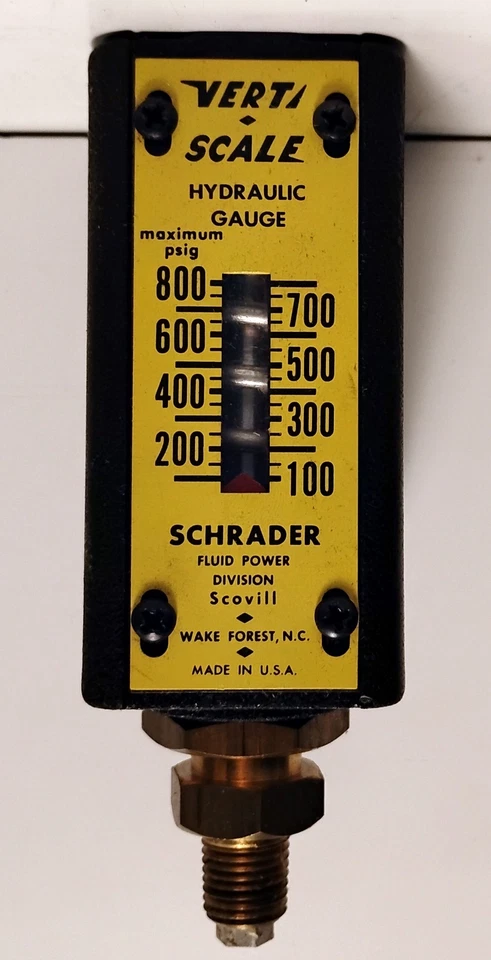 VERTI
SCALE
HYDRAULIC
GAUGE
maximum
psig
800
700
600
500
400
300
200
100
SCHRADER
FLUID POWER
DIVISION
Scovill
WAKE FOREST, N.C.
MADE IN U.S.A.